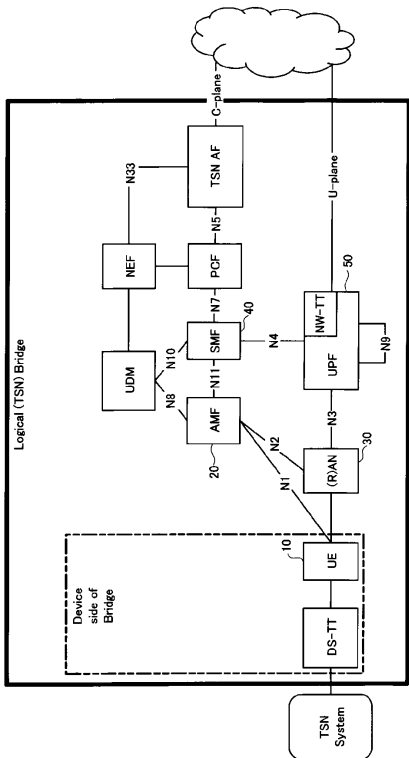 Logical (TSN) Bridge
UDM
NEF
N33
N8
N10
20
AMF
N11
SMF
40
N7
PCF
N5
TSN AF
C-plane
N1
N2
N4
Device
side of
Bridge
10
TSN
System
DS-TT
UE
(R)AN
30
N3
UPF
NW-TT
50
N9
U-plane